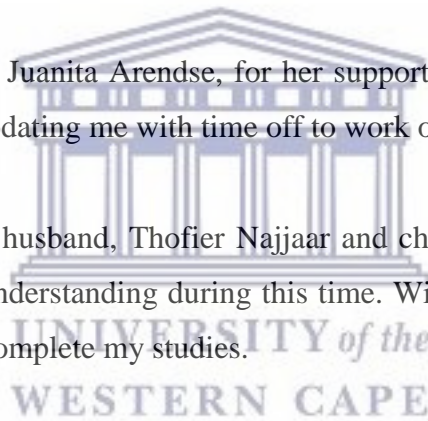 Juanita Arendse, for her support
dating me with time off to work o
husband, Thofier Najjaar and ch
nderstanding during this time. Wi
UNIVERSITY of the
omplete my studies.
WESTERN CAPE